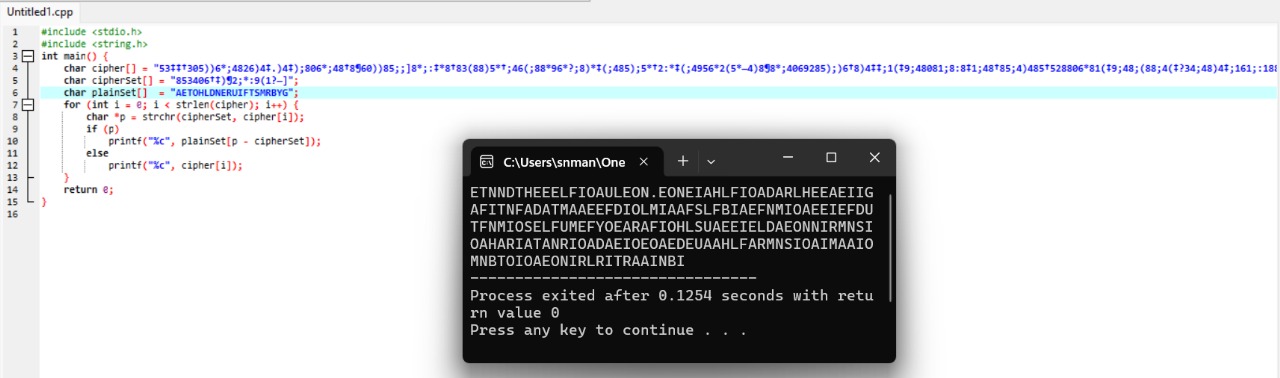 Untitled1.cpp
1 #include <stdio.h>
2 #include <string.h>
3 int main() {
4 char cipher[] = "53‡‡†305))6*;4826)4‡.)4‡);806*;48†8¶60))85;;]8*;:‡*8†83(88)5*†;46(;88*96*?;8)*‡(;485);5*†2:*‡(;4956*2(5*—4)8¶8*;4069285);)6†8)4‡‡;1(‡9;48081;8:8‡1;48†85;4)485†528806*81(‡9;48;(88;4(‡?34;48)4‡;161;:188
5 char cipherSet[] = "853406†‡)¶2;*:9(1?—]";
6 char plainSet[] = "AETOHLDNERUIFTSMRBYG";
7 for (int i = 0; i < strlen(cipher); i++) {
8 char *p = strchr(cipherSet, cipher[i]);
9 if (p)
10 printf("%c", plainSet[p - cipherSet]);
11 else
12 printf("%c", cipher[i]);
13 }
14 return 0;
15 }
16
C:\Users\snman\One
ETNNDTHEEELFIOAULEON.EONEIAHLFIOADARLHEEAEIIG
AFITNFADATMAAEEFDIOLMIAAFSLFBIAEFNMIOAEEIEFDU
TFNMIOSELFUMEFYOEARAFIOHLSUAEEIELDAEONNIRMNSI
OAHARIATANRIOADAEIOEOAEDEUAAHLFARMNSIOAIMAAIO
MNBTOIOAEONIRLRITRAAINBI
--------------------------------
Process exited after 0.1254 seconds with retu
rn value 0
Press any key to continue . . .